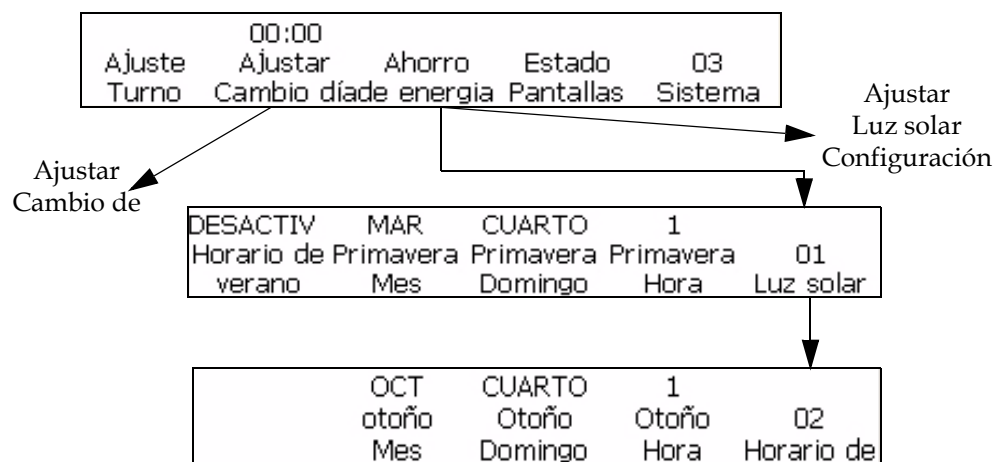 00:00
Ajuste Ajustar Ahorro Estado 03
Turno Cambio díade energia Pantallas Sistema
Ajustar
Luz solar
Configuración
Ajustar
Cambio de
DESACTIV MAR CUARTO 1
Horario de Primavera Primavera Primavera 01
verano Mes Domingo Hora Luz solar
OCT CUARTO 1
otoño Otoño Otoño 02
Mes Domingo Hora Horario de